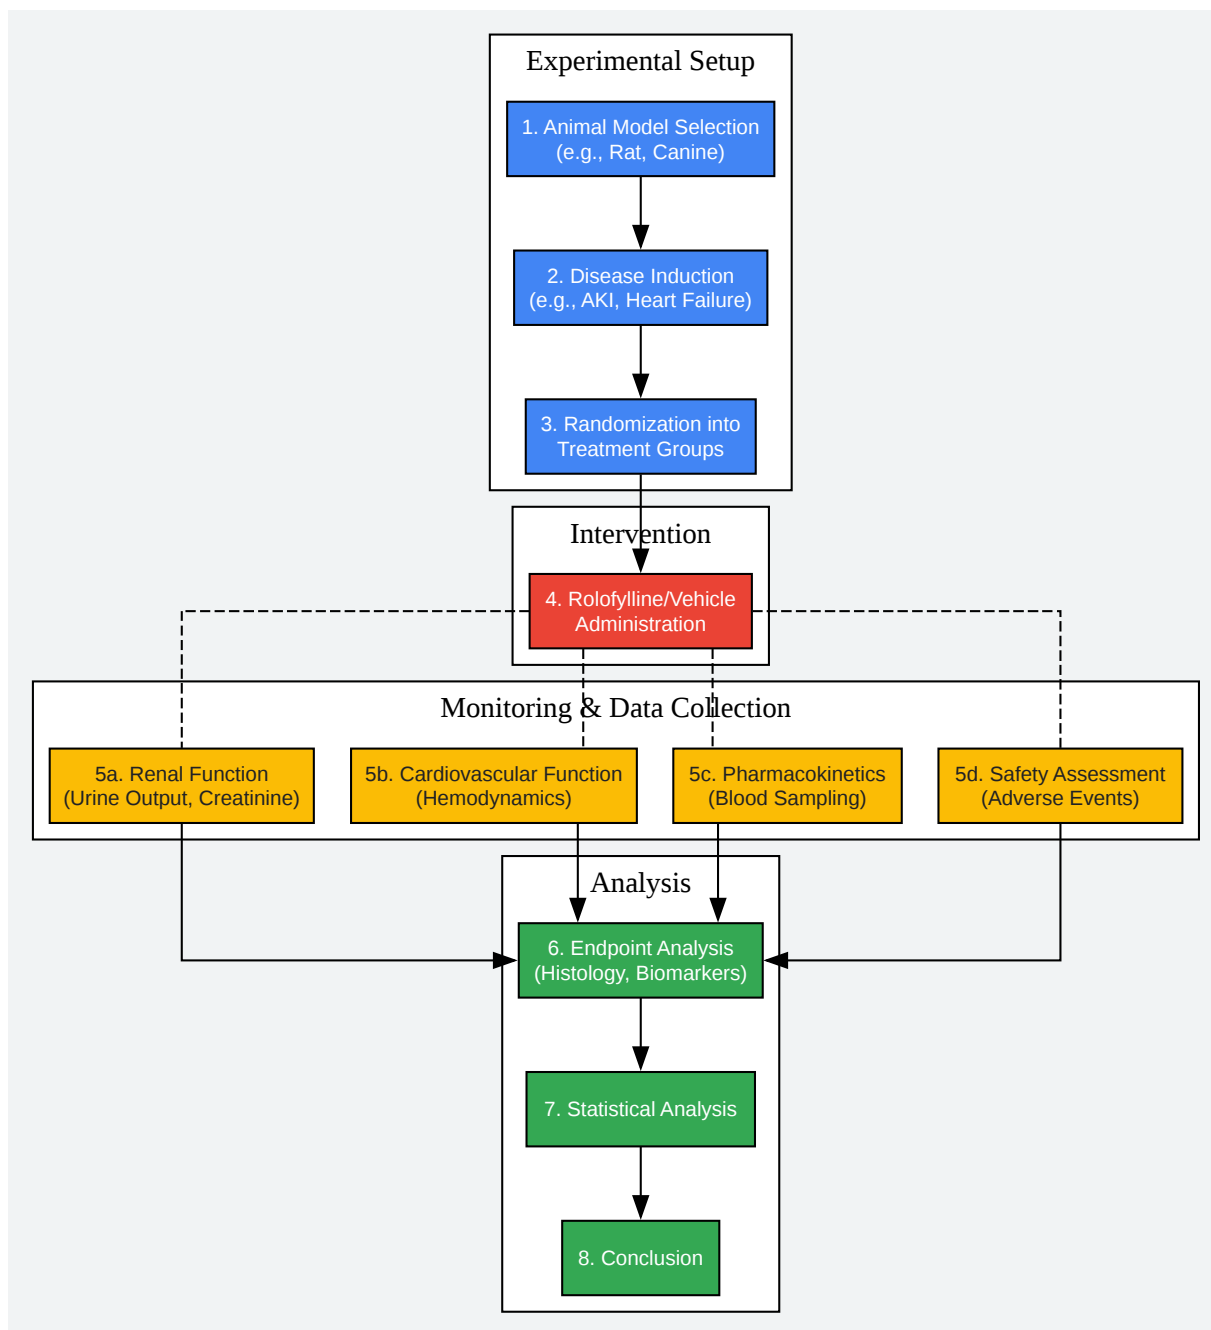 Experimental Setup
1. Animal Model Selection
(e.g., Rat, Canine)
2. Disease Induction
(e.g., AKI, Heart Failure)
3. Randomization into
Treatment Groups
Intervention
4. Rolofylline/Vehicle
Administration
Monitoring & Data Collection
5a. Renal Function
(Urine Output, Creatinine)
5b. Cardiovascular Function
(Hemodynamics)
5c. Pharmacokinetics
(Blood Sampling)
5d. Safety Assessment
(Adverse Events)
Analysis
6. Endpoint Analysis
(Histology, Biomarkers)
7. Statistical Analysis
8. Conclusion